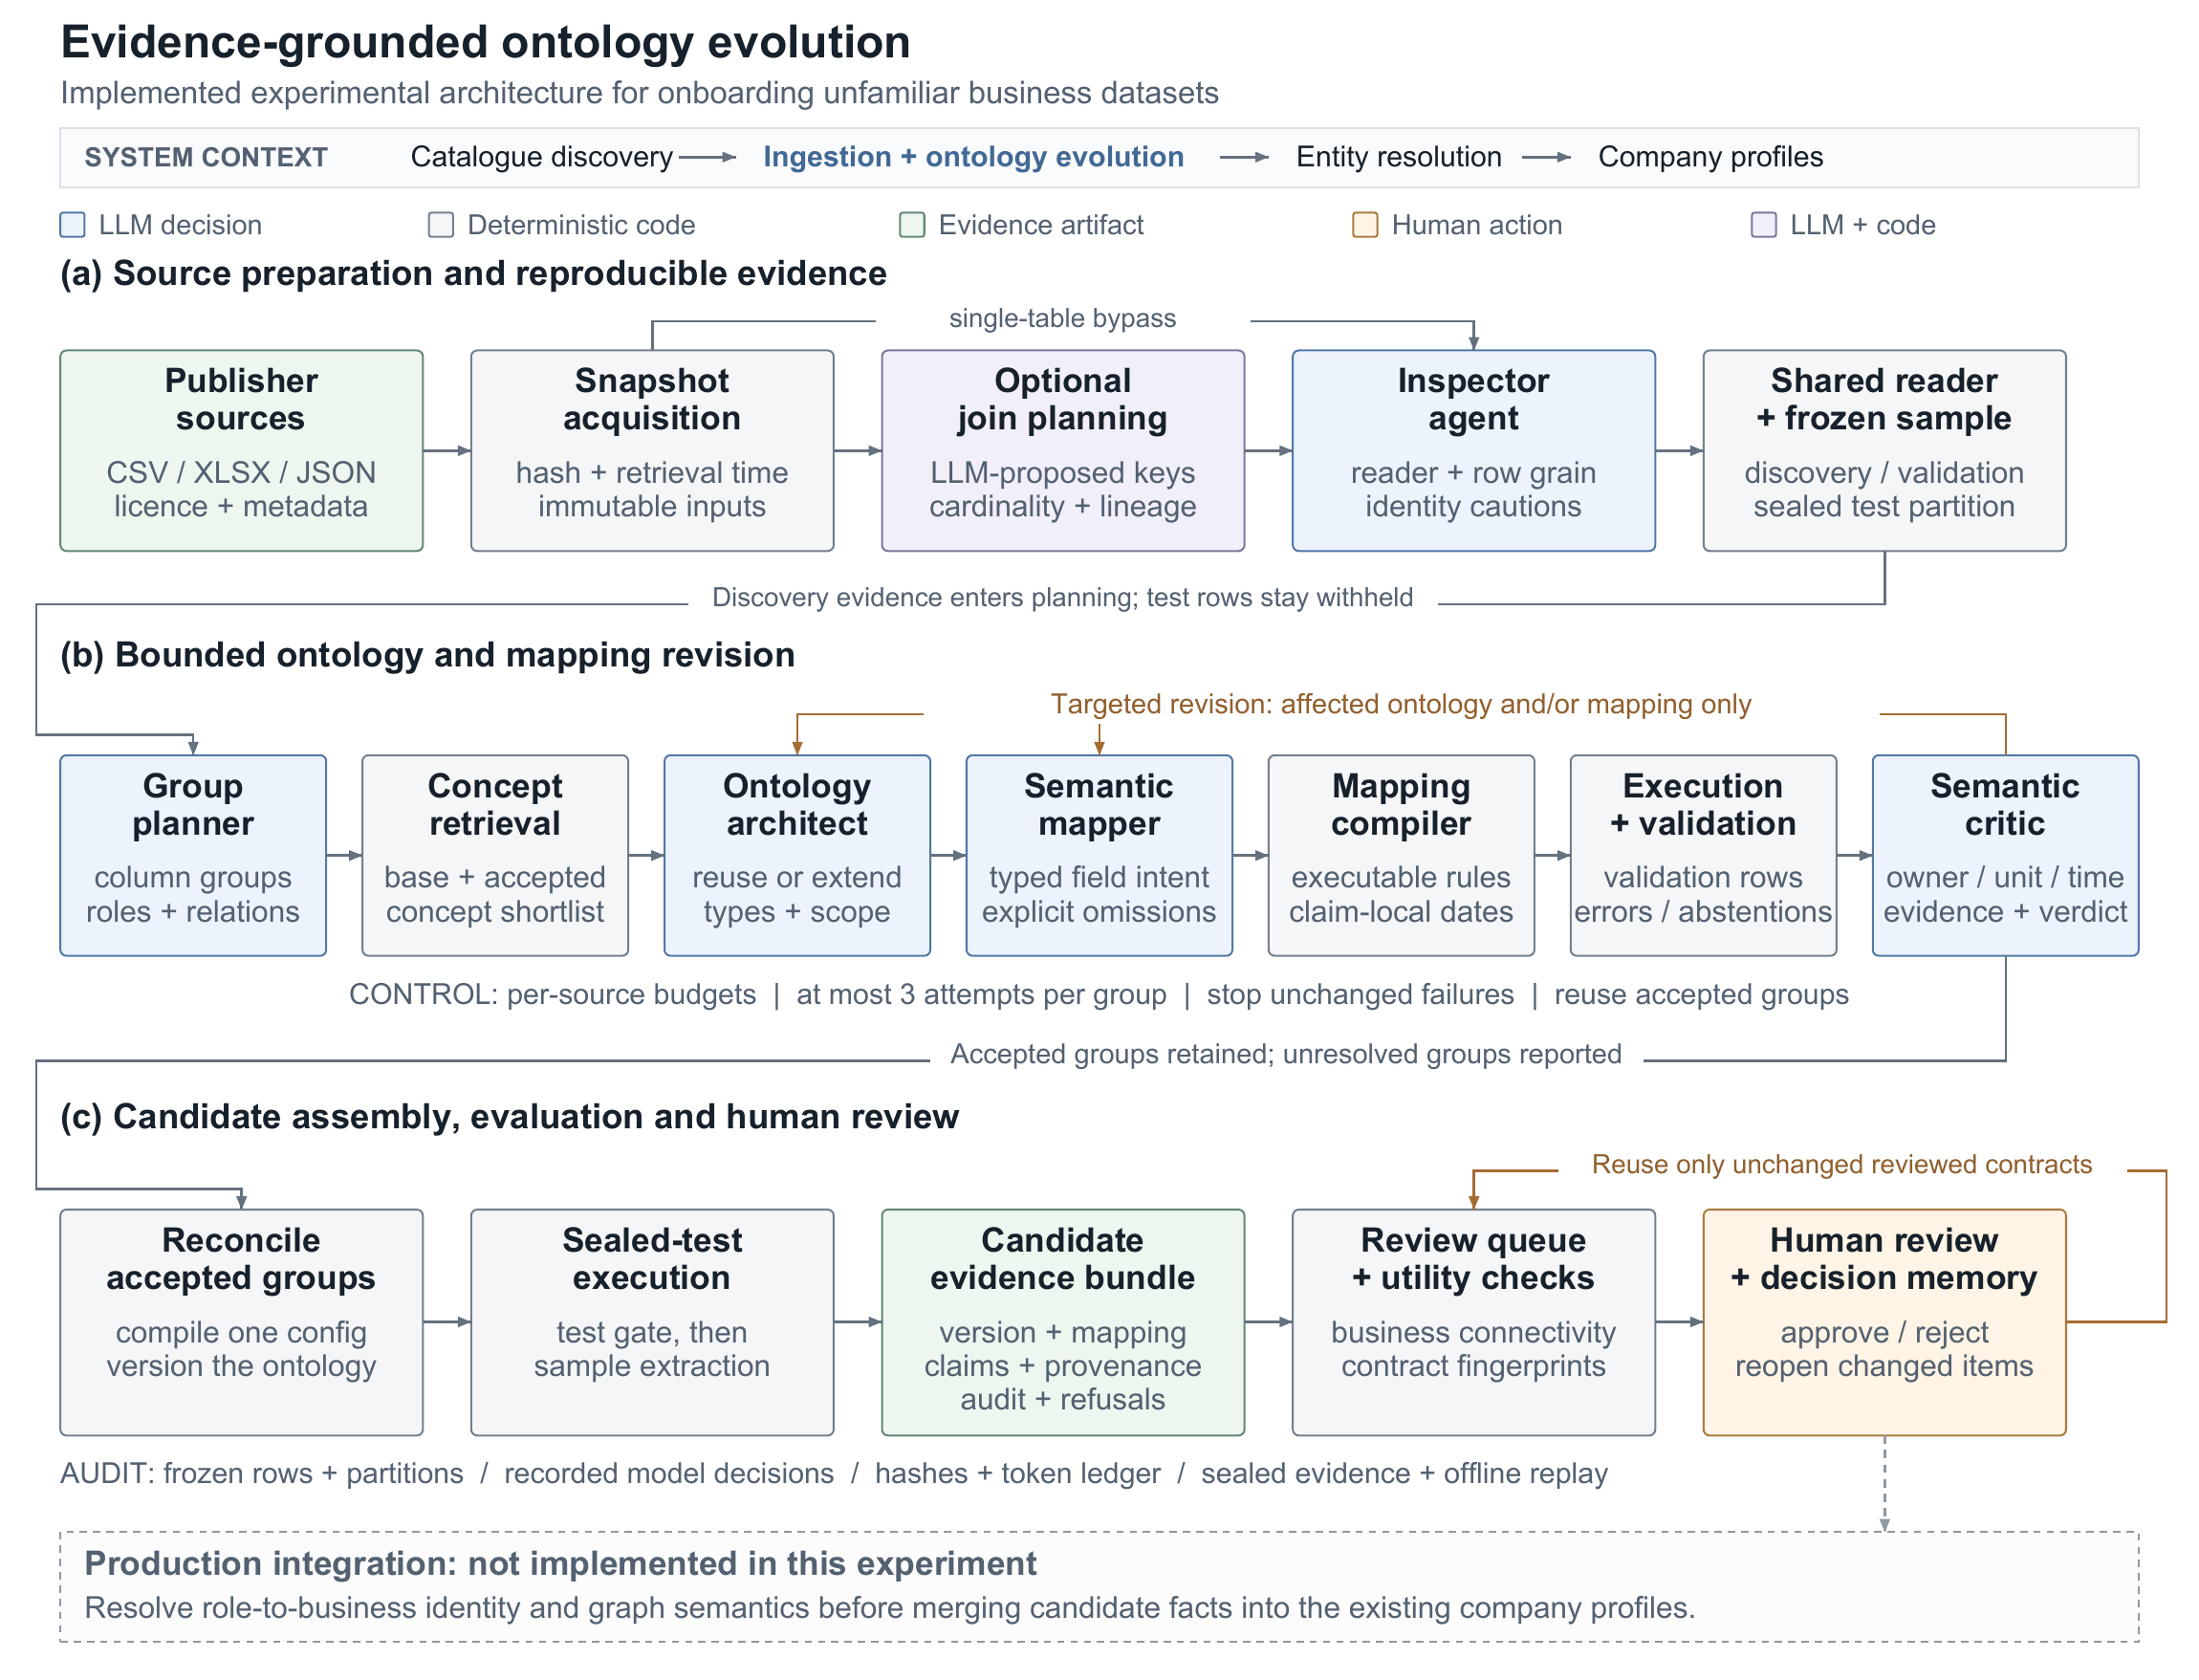 Evidence-grounded ontology evolution
Implemented experimental architecture for onboarding unfamiliar business datasets
SYSTEM CONTEXT Catalogue discovery Ingestion + ontology evolution Entity resolution Company profiles
LLM decision Deterministic code Evidence artifact Human action LLM + code
(a) Source preparation and reproducible evidence
single-table bypass
Publisher
sources
CSV / XLSX / JSON
licence + metadata
Snapshot
acquisition
hash + retrieval time
immutable inputs
Optional
join planning
LLM-proposed keys
cardinality + lineage
Inspector
agent
reader + row grain
identity cautions
Shared reader
+ frozen sample
discovery / validation
sealed test partition
Discovery evidence enters planning; test rows stay withheld
(b) Bounded ontology and mapping revision
Targeted revision: affected ontology and/or mapping only
Group
planner
column groups
roles + relations
Concept
retrieval
base + accepted
concept shortlist
Ontology
architect
reuse or extend
types + scope
Semantic
mapper
typed field intent
explicit omissions
Mapping
compiler
executable rules
claim-local dates
Execution
+ validation
validation rows
errors / abstentions
Semantic
critic
owner / unit / time
evidence + verdict
CONTROL: per-source budgets | at most 3 attempts per group | stop unchanged failures | reuse accepted groups
Accepted groups retained; unresolved groups reported
(c) Candidate assembly, evaluation and human review
Reuse only unchanged reviewed contracts
Reconcile
accepted groups
compile one config
version the ontology
Sealed-test
execution
test gate, then
sample extraction
Candidate
evidence bundle
version + mapping
claims + provenance
audit + refusals
Review queue
+ utility checks
business connectivity
contract fingerprints
Human review
+ decision memory
approve / reject
reopen changed items
AUDIT: frozen rows + partitions / recorded model decisions / hashes + token ledger / sealed evidence + offline replay
Production integration: not implemented in this experiment
Resolve role-to-business identity and graph semantics before merging candidate facts into the existing company profiles.